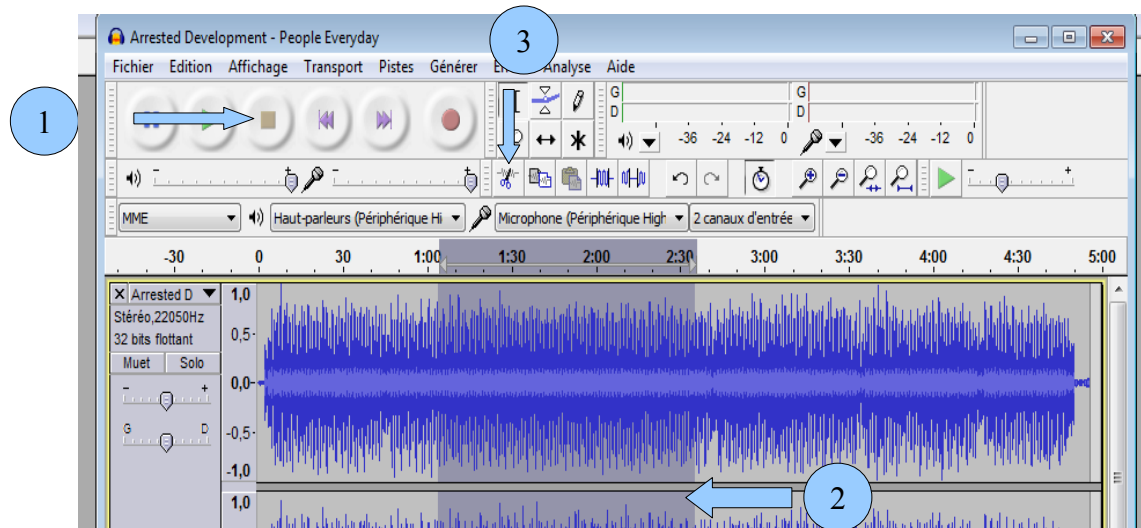 Arrested Development - People Everyday
3
Fichier Edition Affichage Transport Pistes Générer Analyse Aide
1
G G
D D
-36 -24 -12 0 -36 -24 -12 0
MME Haut-parleurs (Périphérique Hi Microphone (Périphérique High 2 canaux d'entrée
-30 0 30 1:00 1:30 2:00 2:30 3:00 3:30 4:00 4:30 5:00
X Arrested D 1,0
Stéréo,22050Hz
32 bits flottant 0,5-
Muet Solo
- + 0,0-
G D -0,5-
-1,0
2
1,0